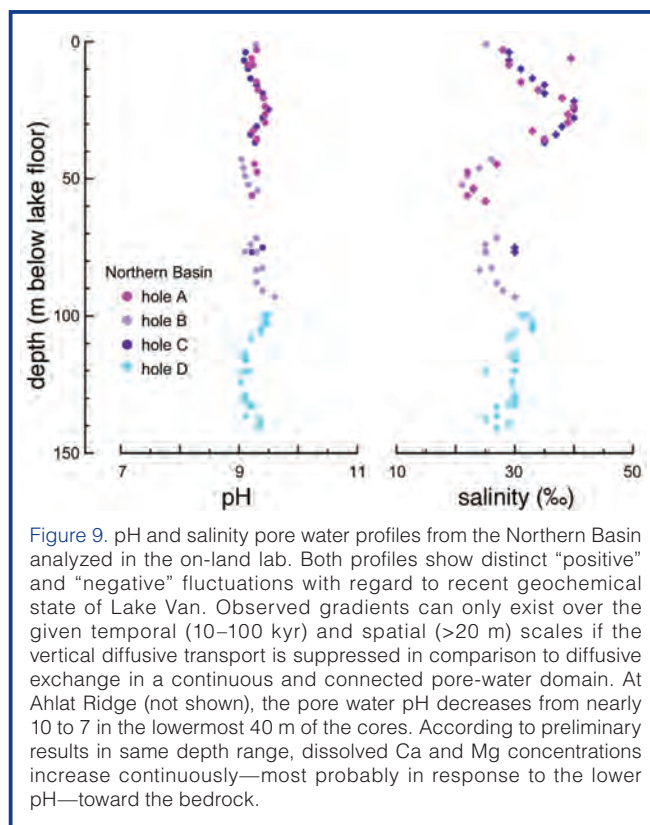 0
50
100
150
depth (m below lake floor)
Northern Basin
hole A
hole B
hole C
hole D
7 9 11
pH
10 30 50
salinity (‰)
Figure 9. pH and salinity pore water profiles from the Northern Basin
analyzed in the on-land lab. Both profiles show distinct “positive”
and “negative” fluctuations with regard to recent geochemical
state of Lake Van. Observed gradients can only exist over the
given temporal (10–100 kyr) and spatial (>20 m) scales if the
vertical diffusive transport is suppressed in comparison to diffusive
exchange in a continuous and connected pore-water domain. At
Ahlat Ridge (not shown), the pore water pH decreases from nearly
10 to 7 in the lowermost 40 m of the cores. According to preliminary
results in same depth range, dissolved Ca and Mg concentrations
increase continuously—most probably in response to the lower
pH—toward the bedrock.